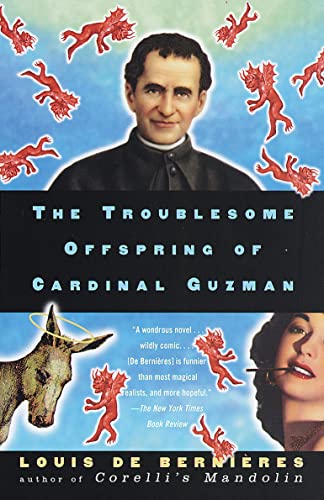 THE TROUBLESOME
OFFSPRING OF
CARDINAL GUZMAN
"A wondrous novel . . .
wildly comic. . . .
[De Bernières] is funnier
than most magical
realists, and more hopeful."
—The New York Times
Book Review
LOUIS DE BERNIÈRES
author of Corelli's Mandolin